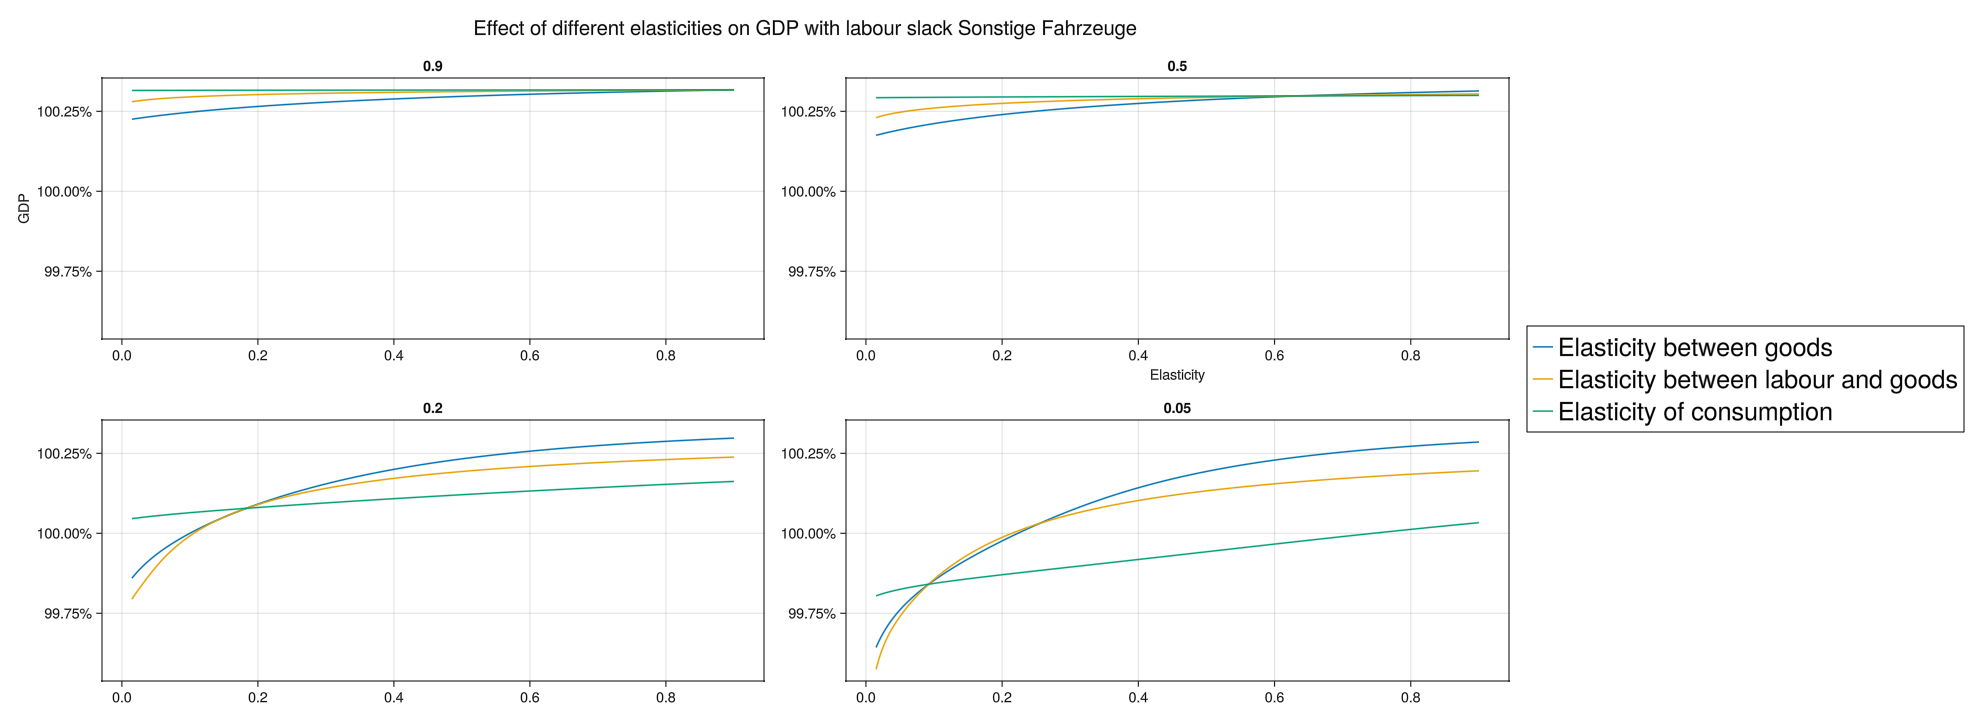 Effect of different elasticities on GDP with labour slack Sonstige Fahrzeuge
0.9
100.25%
100.00%
99.75%
GDP
0.0 0.2 0.4 0.6 0.8
0.5
100.25%
100.00%
99.75%
0.0 0.2 0.4 0.6 0.8
Elasticity
0.2
100.25%
100.00%
99.75%
0.0 0.2 0.4 0.6 0.8
0.05
100.25%
100.00%
99.75%
0.0 0.2 0.4 0.6 0.8
Elasticity between goods
Elasticity between labour and goods
Elasticity of consumption